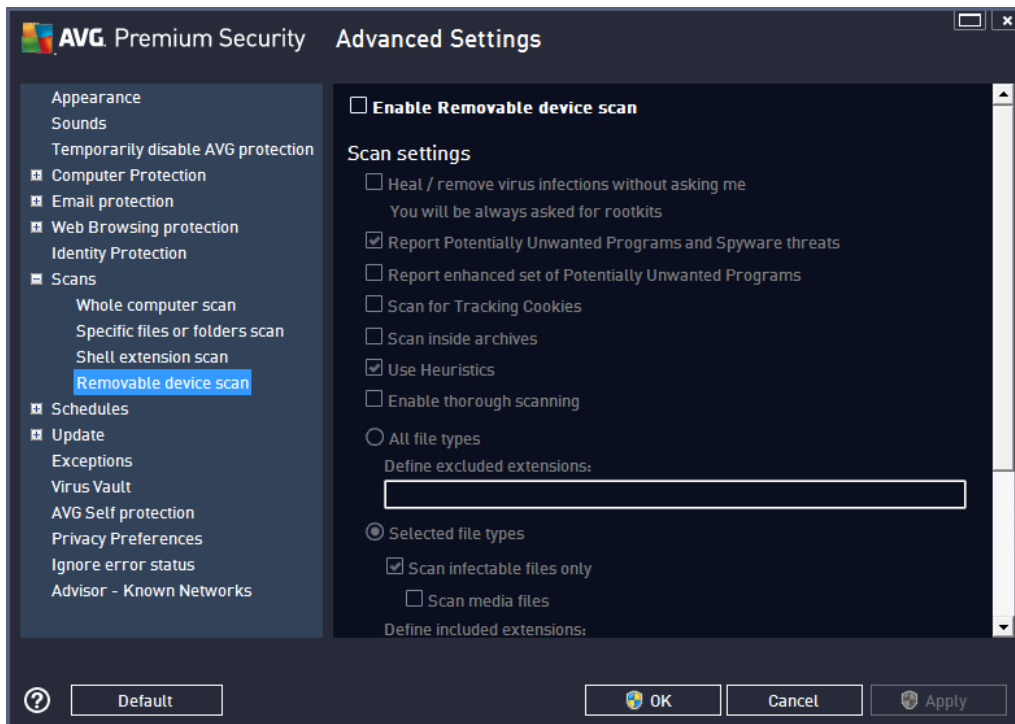 AVG. Premium Security
Advanced Settings
Appearance
Sounds
Temporarily disable AVG protection
Computer Protection
Email protection
Web Browsing protection
Identity Protection
Scans
Whole computer scan
Specific files or folders scan
Shell extension scan
Removable device scan
Schedules
Update
Exceptions
Virus Vault
AVG Self protection
Privacy Preferences
Ignore error status
Advisor - Known Networks
Enable Removable device scan
Scan settings
Heal / remove virus infections without asking me
You will be always asked for rootkits
Report Potentially Unwanted Programs and Spyware threats
Report enhanced set of Potentially Unwanted Programs
Scan for Tracking Cookies
Scan inside archives
Use Heuristics
Enable thorough scanning
All file types
Define excluded extensions:
Selected file types
Scan infectable files only
Scan media files
Define included extensions:
Default
OK
Cancel
Apply